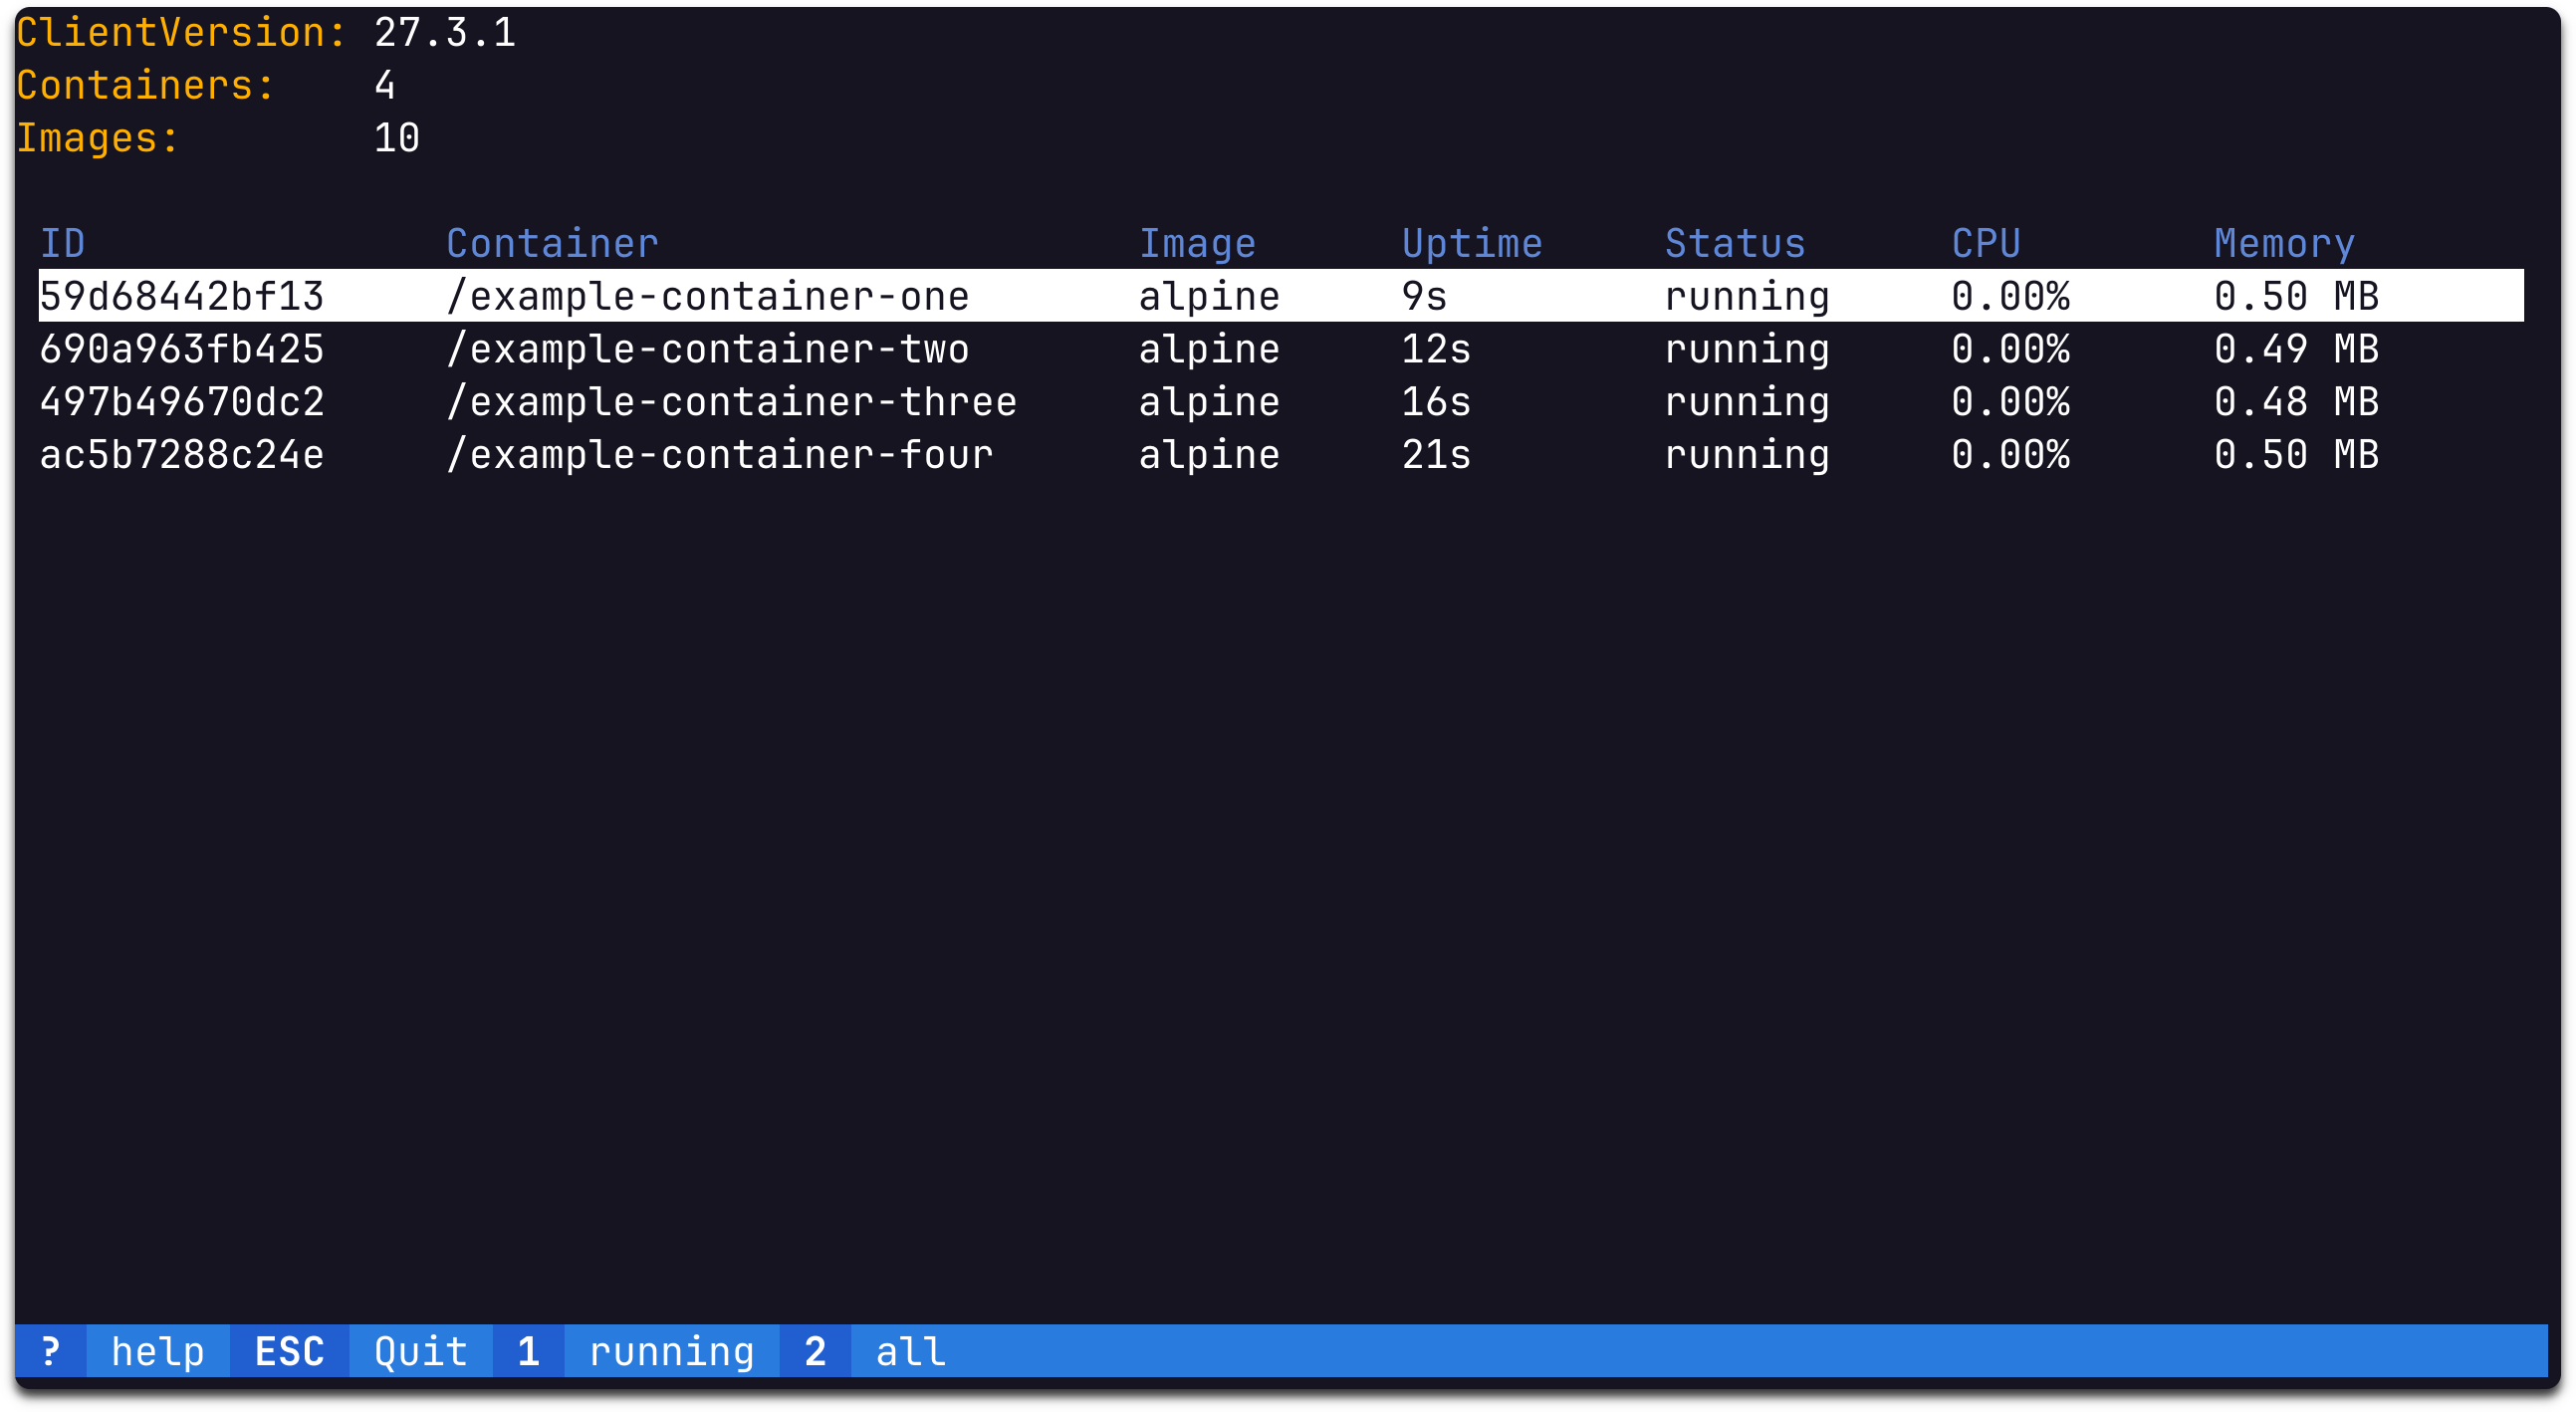 ClientVersion: 27.3.1
Containers: 4
Images: 10
ID Container Image Uptime Status CPU Memory
59d68442bf13 /example-container-one alpine 9s running 0.00% 0.50 MB
690a963fb425 /example-container-two alpine 12s running 0.00% 0.49 MB
497b49670dc2 /example-container-three alpine 16s running 0.00% 0.48 MB
ac5b7288c24e /example-container-four alpine 21s running 0.00% 0.50 MB
? help ESC Quit 1 running 2 all